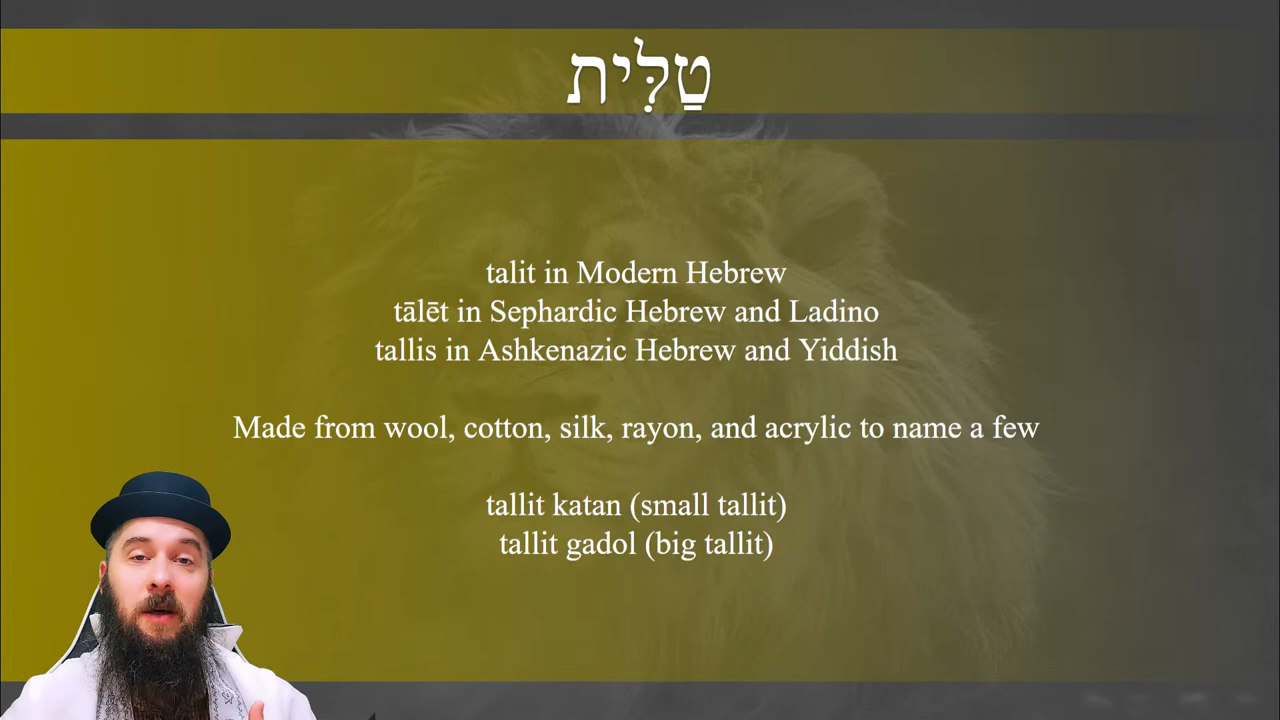 טַלִּית
talit in Modern Hebrew
tālēt in Sephardic Hebrew and Ladino
tallis in Ashkenazic Hebrew and Yiddish
Made from wool, cotton, silk, rayon, and acrylic to name a few
tallit katan (small tallit)
tallit gadol (big tallit)